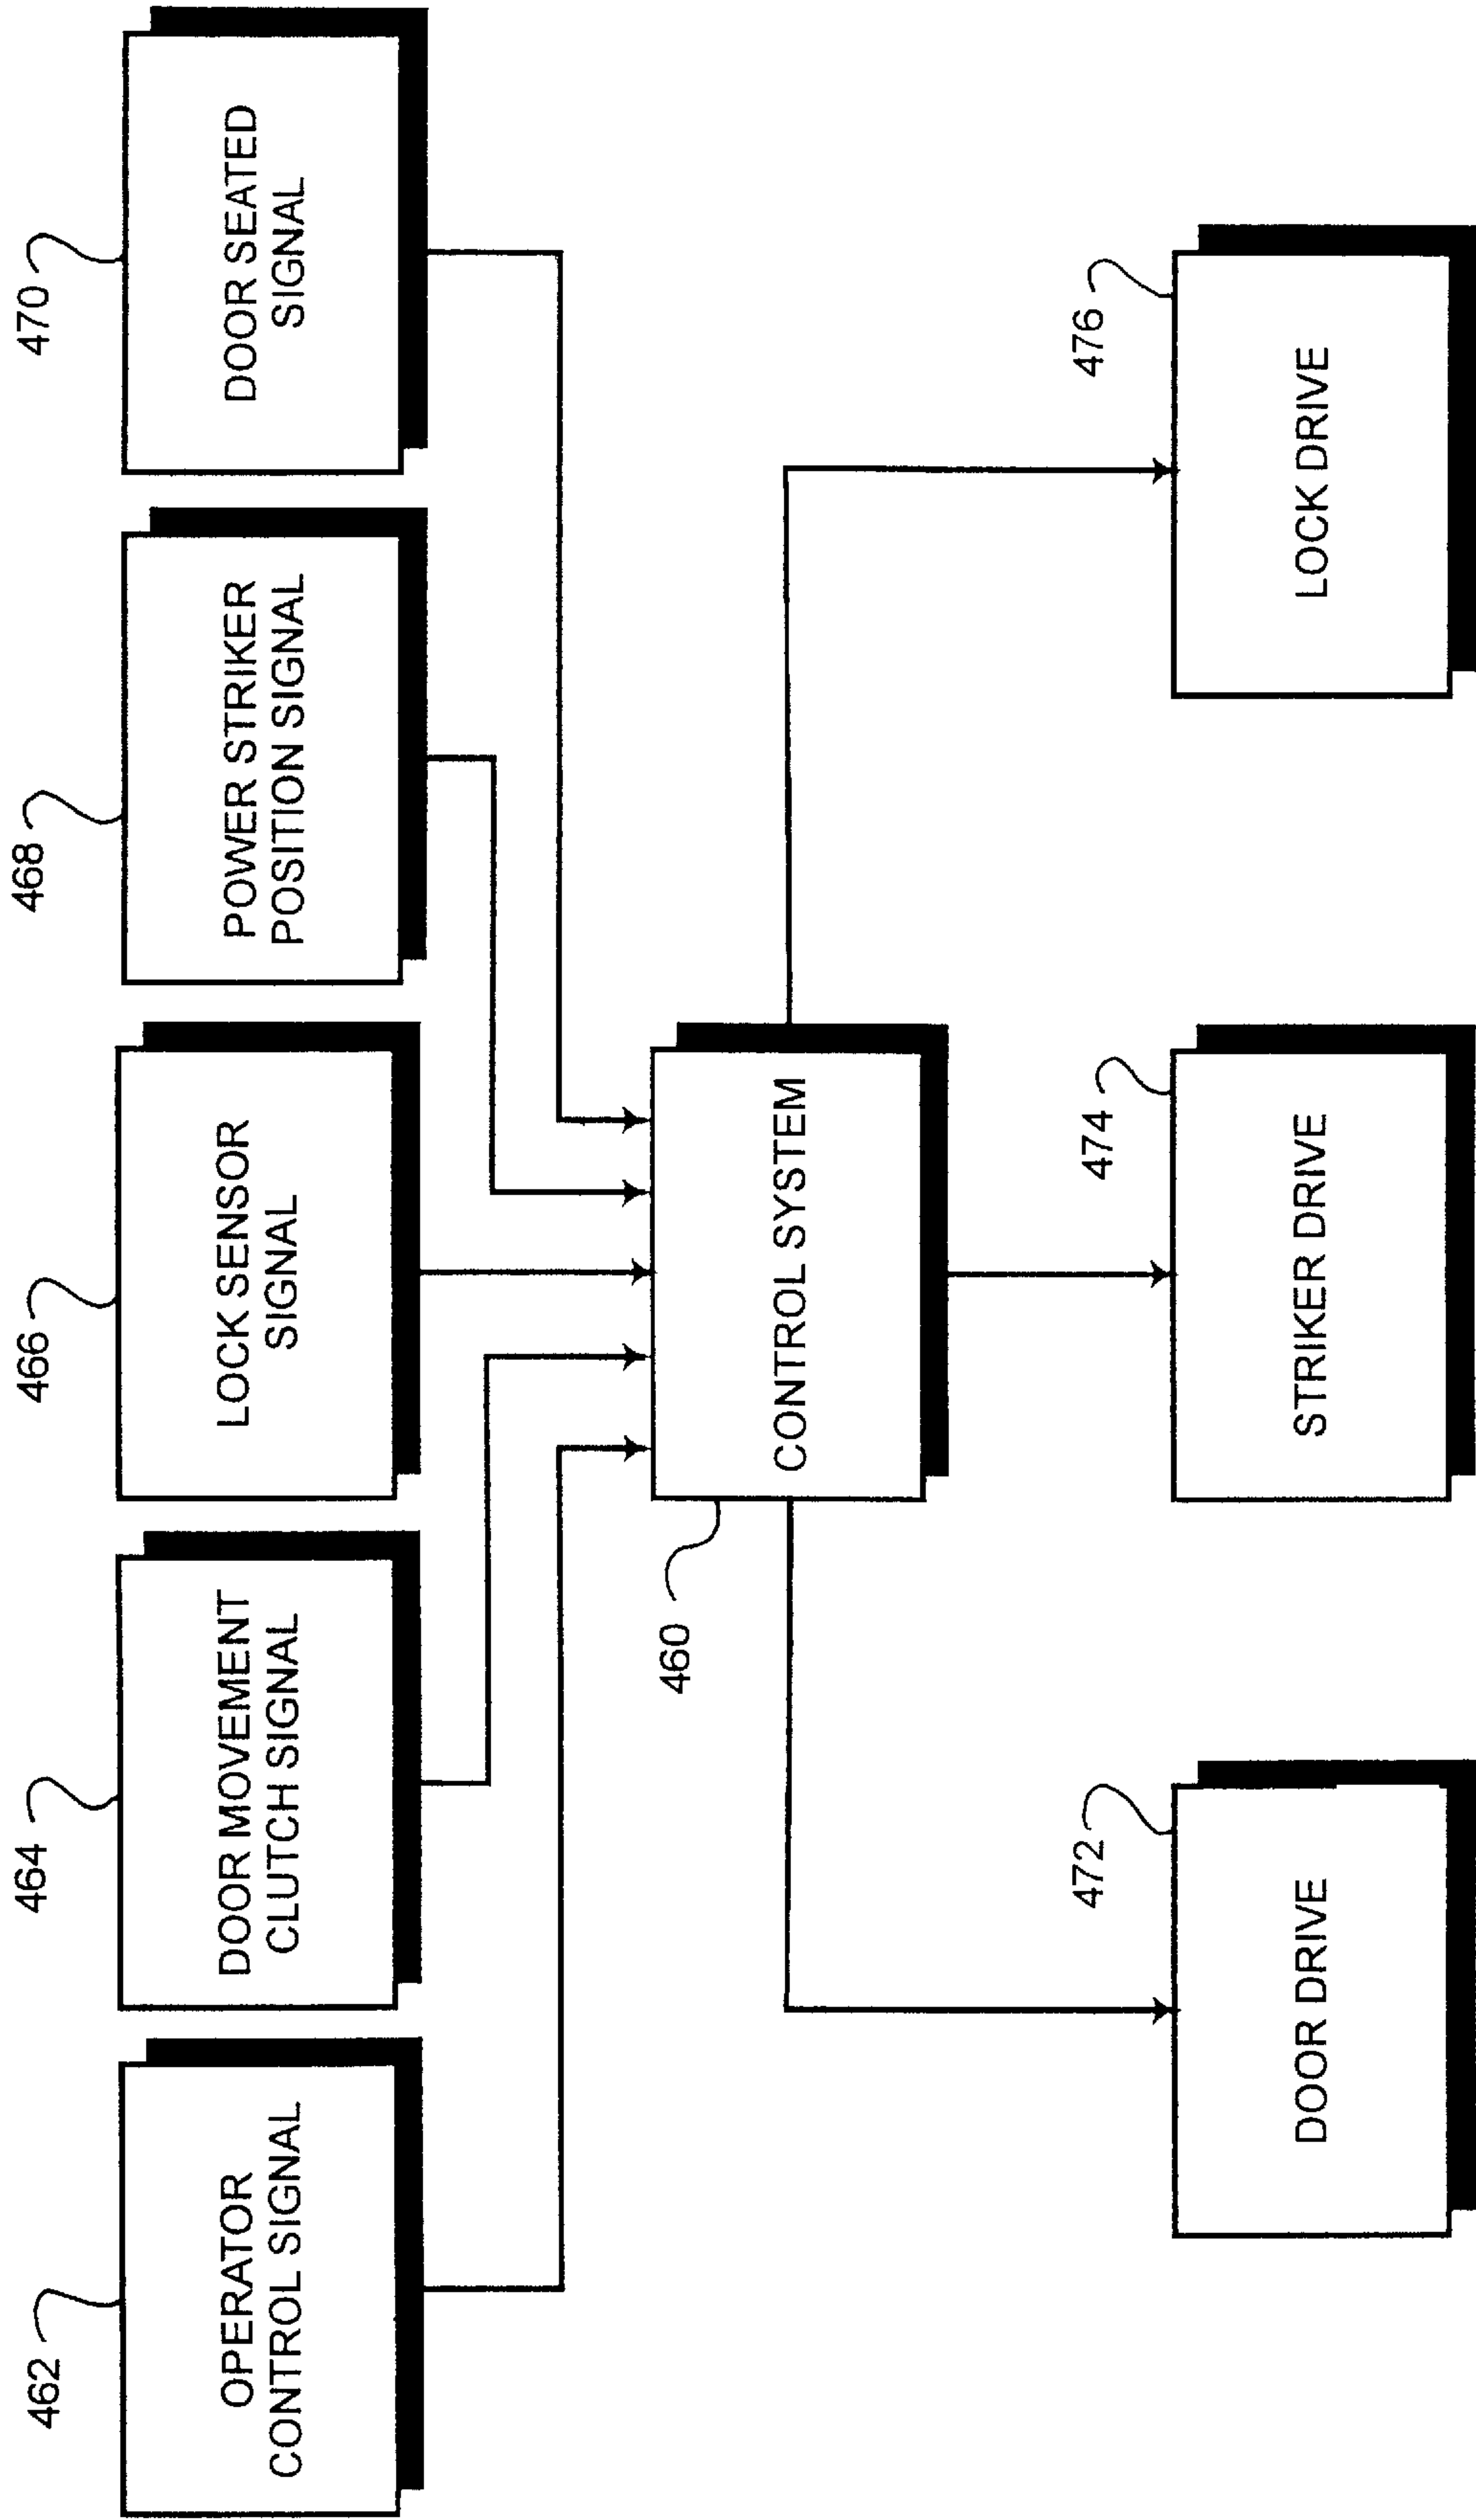 462
464
466
468
470
OPERATOR
CONTROL SIGNAL
DOOR MOVEMENT
CLUTCH SIGNAL
LOCK SENSOR
SIGNAL
POWER STRIKER
POSITION SIGNAL
DOOR SEATED
SIGNAL
460
CONTROL SYSTEM
472
474
476
DOOR DRIVE
STRIKER DRIVE
LOCK DRIVE